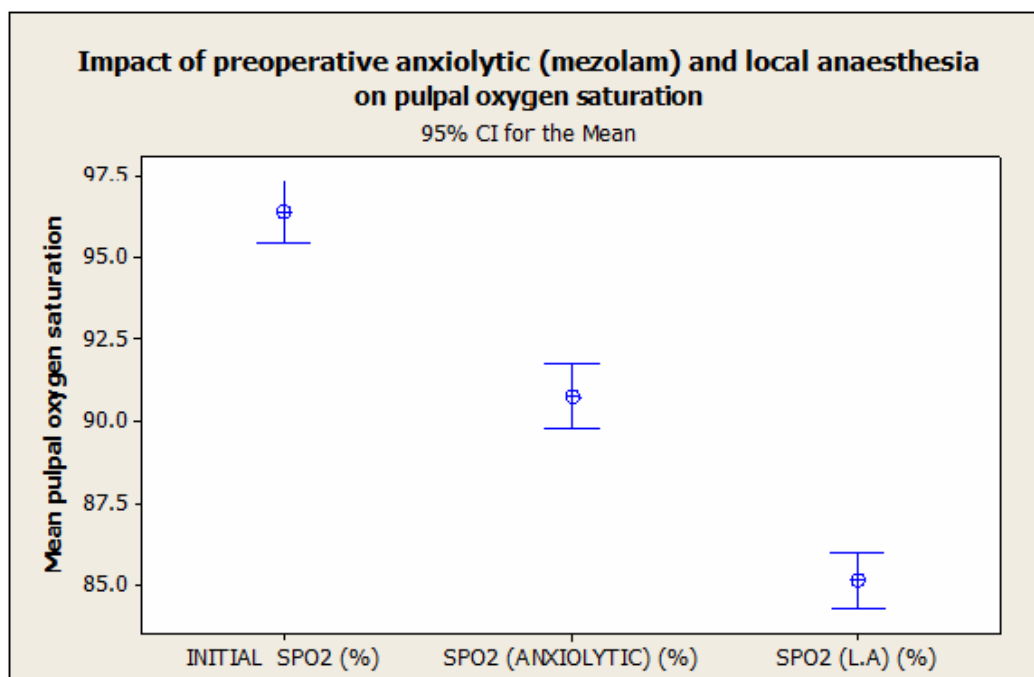 Impact of preoperative anxiolytic (mezolam) and local anaesthesia
on pulpal oxygen saturation
95% CI for the Mean
Mean pulpal oxygen saturation
97.5
95.0
92.5
90.0
87.5
85.0
INITIAL SPO2 (%)
SPO2 (ANXIOLYTIC) (%)
SPO2 (L.A) (%)